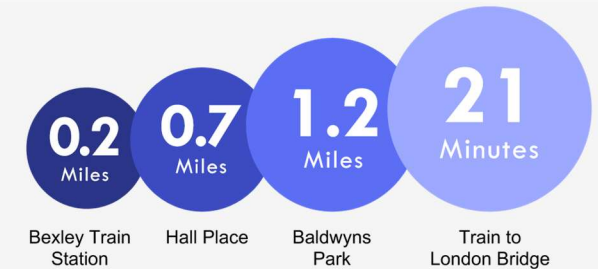 0.2
Miles
0.7
Miles
1.2
Miles
21
Minutes
Bexley Train
Station
Hall Place
Baldwyns
Park
Train to
London Bridge